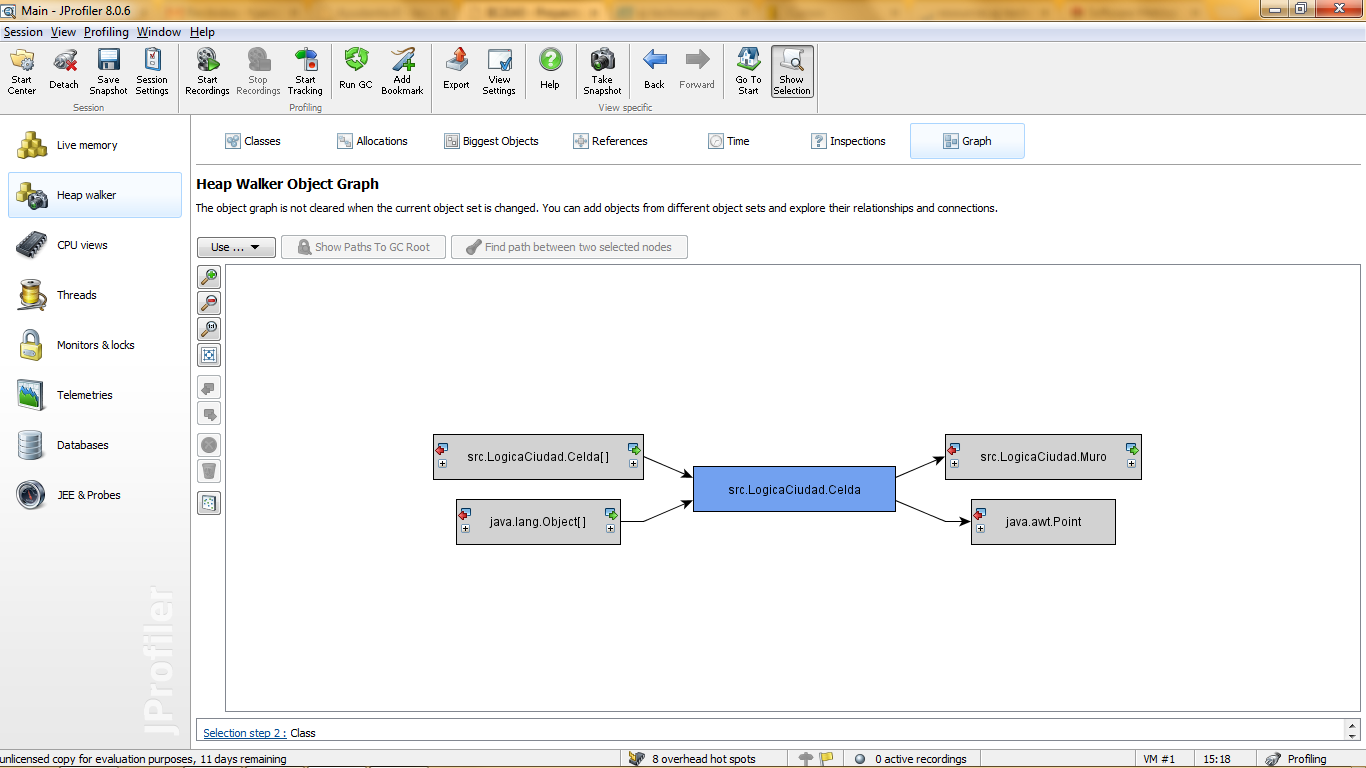 Main - JProfiler 8.0.6
Session View Profiling Window Help
Start Center
Detach
Save Snapshot
Session Settings
Start Recordings
Stop Recordings
Start Tracking
Run GC
Add Bookmark
Export
View Settings
Help
Take Snapshot
Back
Forward
Go To Start
Show Selection
Session
Profiling
View specific
Live memory
Heap walker
CPU views
Threads
Monitors & locks
Telemetries
Databases
JEE & Probes
JProfiler
Classes
Allocations
Biggest Objects
References
Time
Inspections
Graph
Heap Walker Object Graph
The object graph is not cleared when the current object set is changed. You can add objects from different object sets and explore their relationships and connections.
Use ...
Show Paths To GC Root
Find path between two selected nodes
src.LogicaCiudad.Celda[]
java.lang.Object[]
src.LogicaCiudad.Celda
src.LogicaCiudad.Muro
java.awt.Point
Selection step 2 : Class
unlicensed copy for evaluation purposes, 11 days remaining
8 overhead hot spots
0 active recordings
VM #1
15:18
Profiling